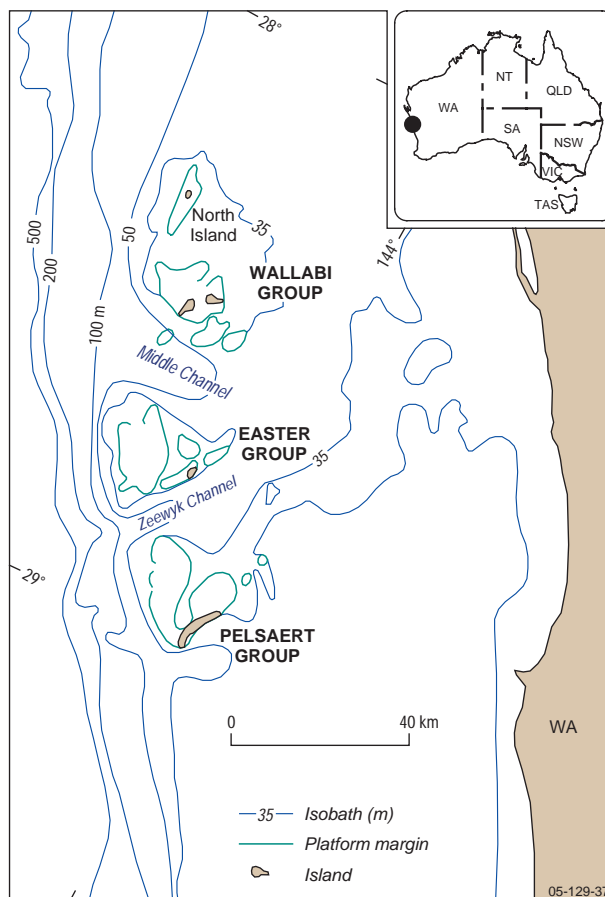 28°
NT
QLD
WA
SA
NSW
VIC
TAS
500
200
50
100 m
North
Island
35
144°
WALLABI
GROUP
Middle Channel
EASTER
GROUP
35
Zeewyk Channel
29°
PELSAERT
GROUP
0
40 km
WA
35
Isobath (m)
Platform margin
Island
05-129-37